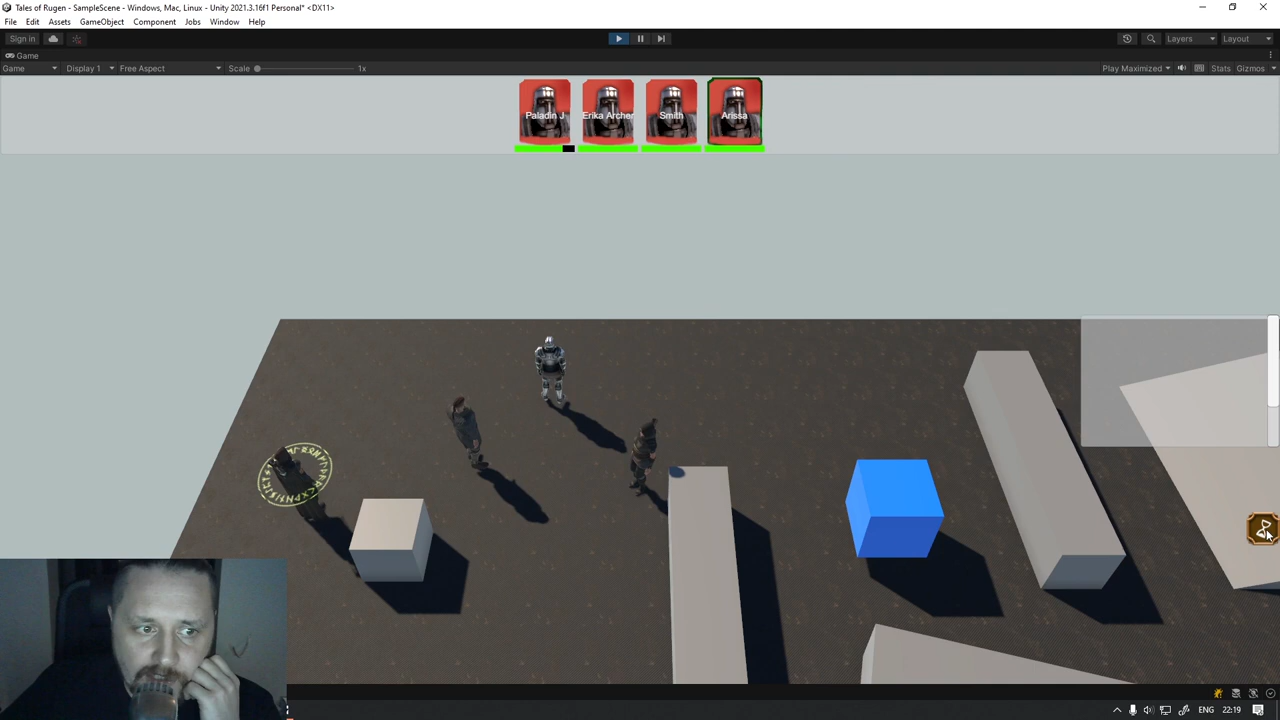 Tales of Rugen - SampleScene - Windows, Mac, Linux - Unity 2021.3.16f1 Personal* <DX11>
File Edit Assets GameObject Component Jobs Window Help
Sign in Layers Layout
Game
Game Display 1 Free Aspect Scale 1x Play Maximized Stats Gizmos
Paladin J Erika Archer Smith Arissa
ENG 22:19